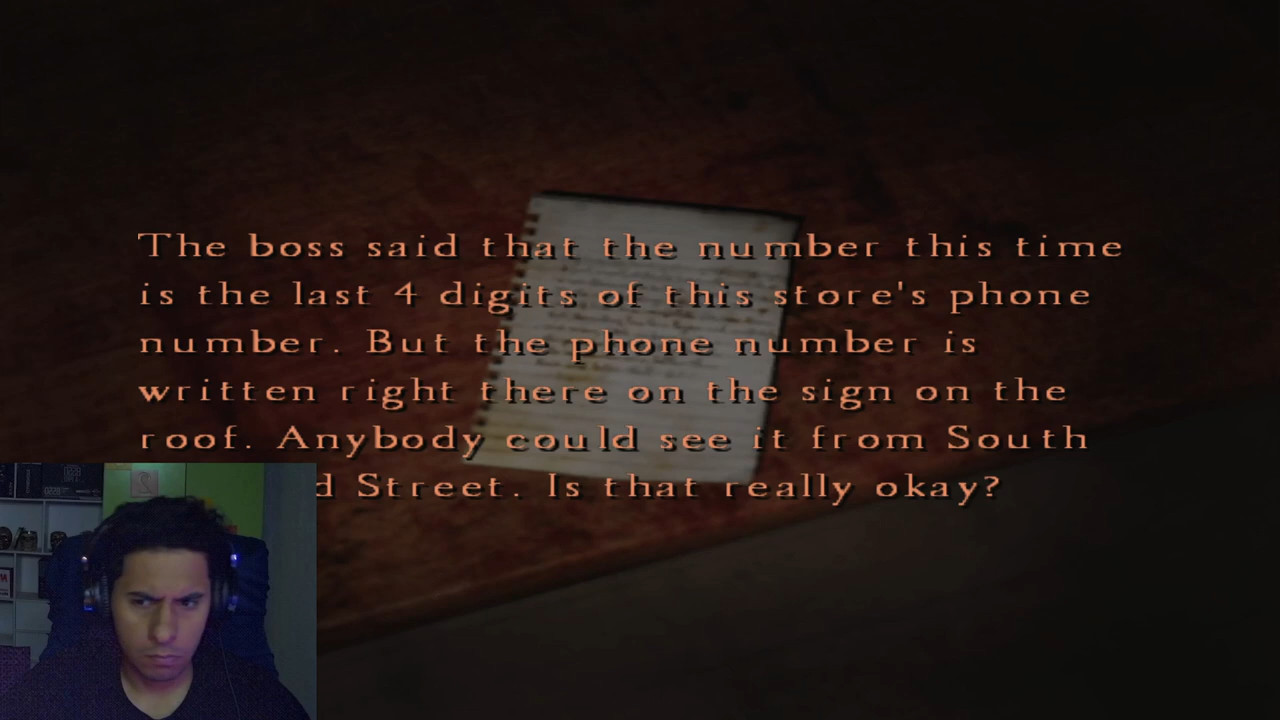 The boss said that the number this time
is the last 4 digits of this store's phone
number. But the phone number is
written right there on the sign on the
roof. Anybody could see it from South
Street. Is that really okay?